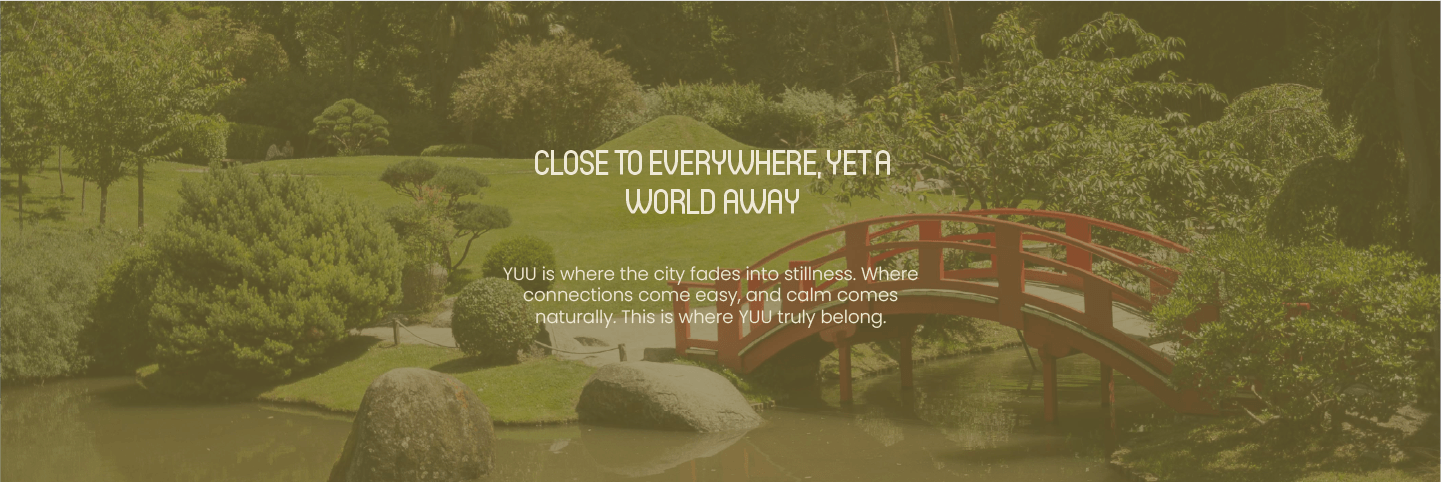 CLOSE TO EVERYWHERE, YET A
WORLD AWAY
YUU is where the city fades into stillness. Where
connections come easy, and calm comes
naturally. This is where YUU truly belong.